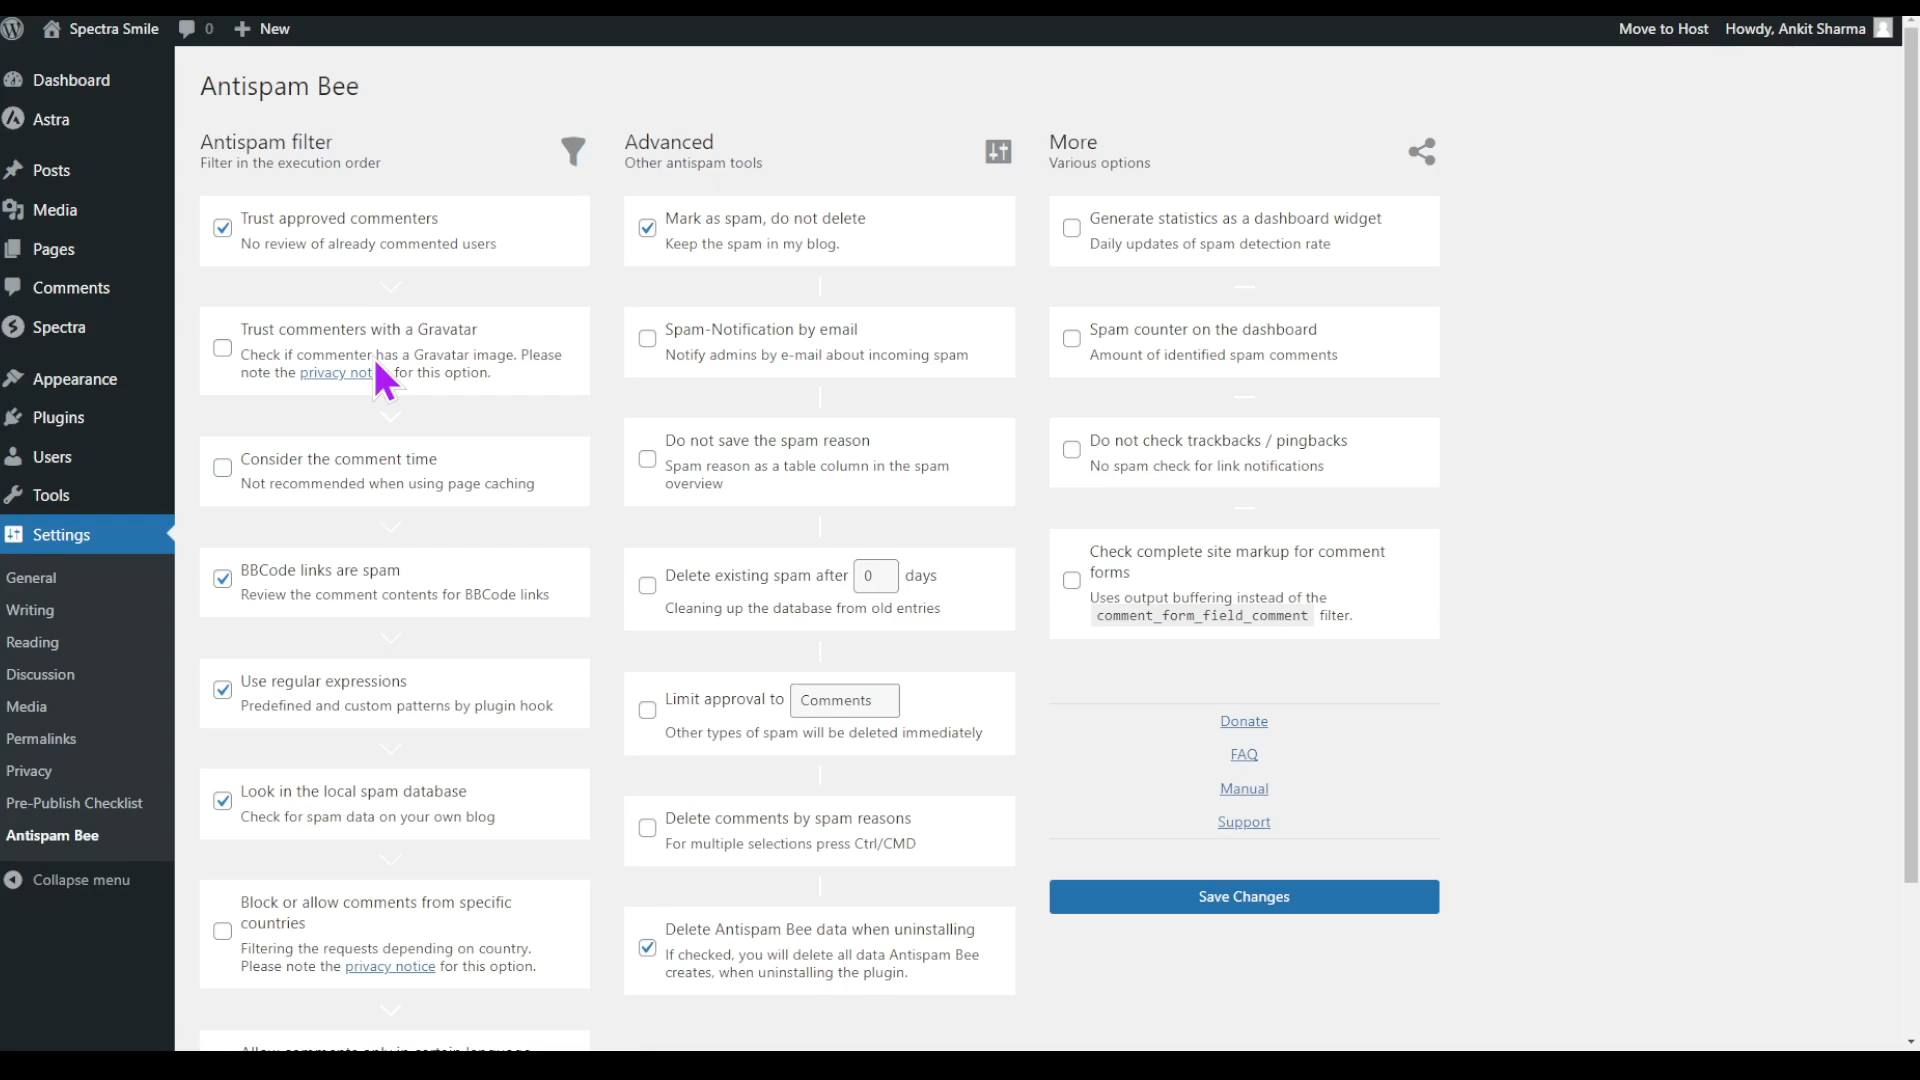 Spectra Smile
0
New
Move to Host
Howdy, Ankit Sharma
Dashboard
Astra
Posts
Media
Pages
Comments
Spectra
Appearance
Plugins
Users
Tools
Settings
General
Writing
Reading
Discussion
Media
Permalinks
Privacy
Pre-Publish Checklist
Antispam Bee
Collapse menu
Antispam Bee
Antispam filter
Filter in the execution order
Trust approved commenters
No review of already commented users
Trust commenters with a Gravatar
Check if commenter has a Gravatar image. Please
note the privacy for this option.
Consider the comment time
Not recommended when using page caching
BBCode links are spam
Review the comment contents for BBCode links
Use regular expressions
Predefined and custom patterns by plugin hook
Look in the local spam database
Check for spam data on your own blog
Block or allow comments from specific
countries
Filtering the requests depending on country.
Please note the privacy notice for this option.
Advanced
Other antispam tools
Mark as spam, do not delete
Keep the spam in my blog.
Spam-Notification by email
Notify admins by e-mail about incoming spam
Do not save the spam reason
Spam reason as a table column in the spam
overview
Delete existing spam after 0 days
Cleaning up the database from old entries
Limit approval to Comments
Other types of spam will be deleted immediately
Delete comments by spam reasons
For multiple selections press Ctrl/CMD
Delete Antispam Bee data when uninstalling
If checked, you will delete all data Antispam Bee
creates, when uninstalling the plugin.
More
Various options
Generate statistics as a dashboard widget
Daily updates of spam detection rate
Spam counter on the dashboard
Amount of identified spam comments
Do not check trackbacks / pingbacks
No spam check for link notifications
Check complete site markup for comment
forms
Uses output buffering instead of the
comment_form_field_comment filter.
Donate
FAQ
Manual
Support
Save Changes